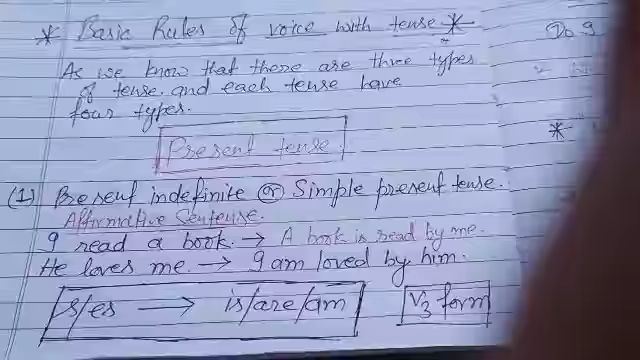 * Basic Rules of voice with tense *
As we know that there are three types
of tense. and each tense have
four types.
Present tense
(1) Present indefinite or Simple present tense.
Affirmative Sentense.
I read a book. → A book is read by me.
He loves me. → I am loved by him.
s/es → is/are/am V3 form
Do
*